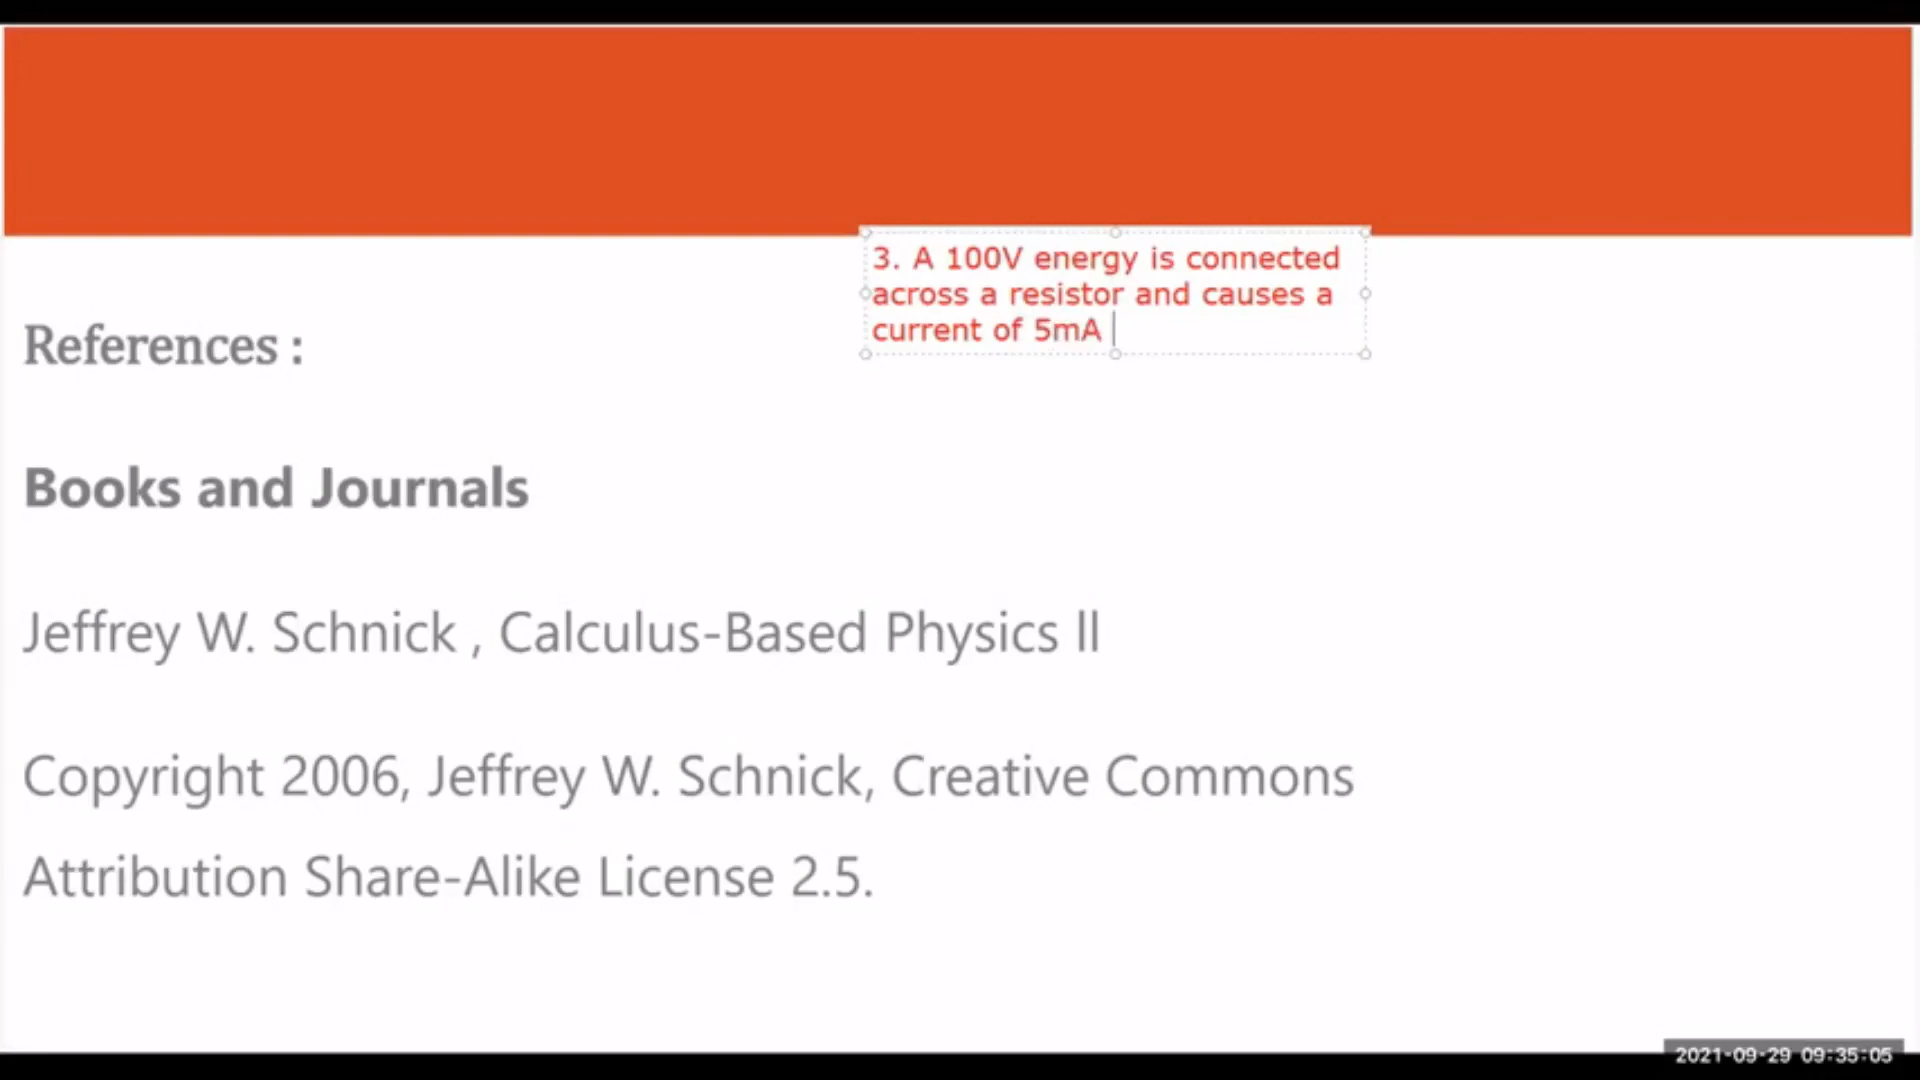 3. A 100V energy is connected
across a resistor and causes a
current of 5mA
References :
Books and Journals
Jeffrey W. Schnick , Calculus-Based Physics ll
Copyright 2006, Jeffrey W. Schnick, Creative Commons
Attribution Share-Alike License 2.5.
2021-09-29 09:35:05